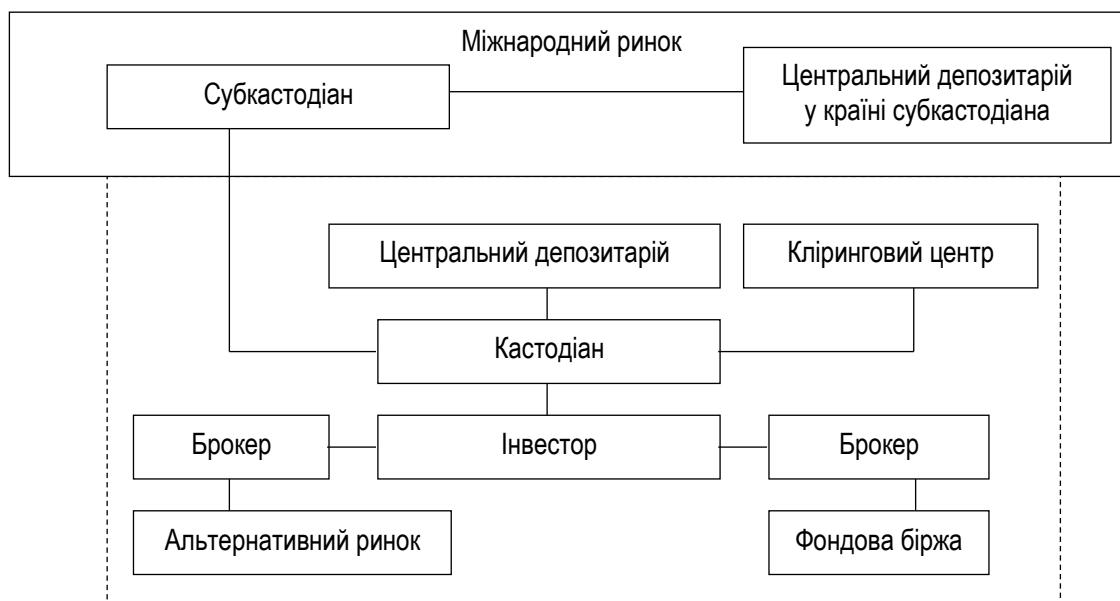 Міжнародний ринок
Субкастодіан
Центральний депозитарій
у країні субкастодіана
Центральний депозитарій
Кліринговий центр
Кастодіан
Брокер
Інвестор
Брокер
Альтернативний ринок
Фондова біржа